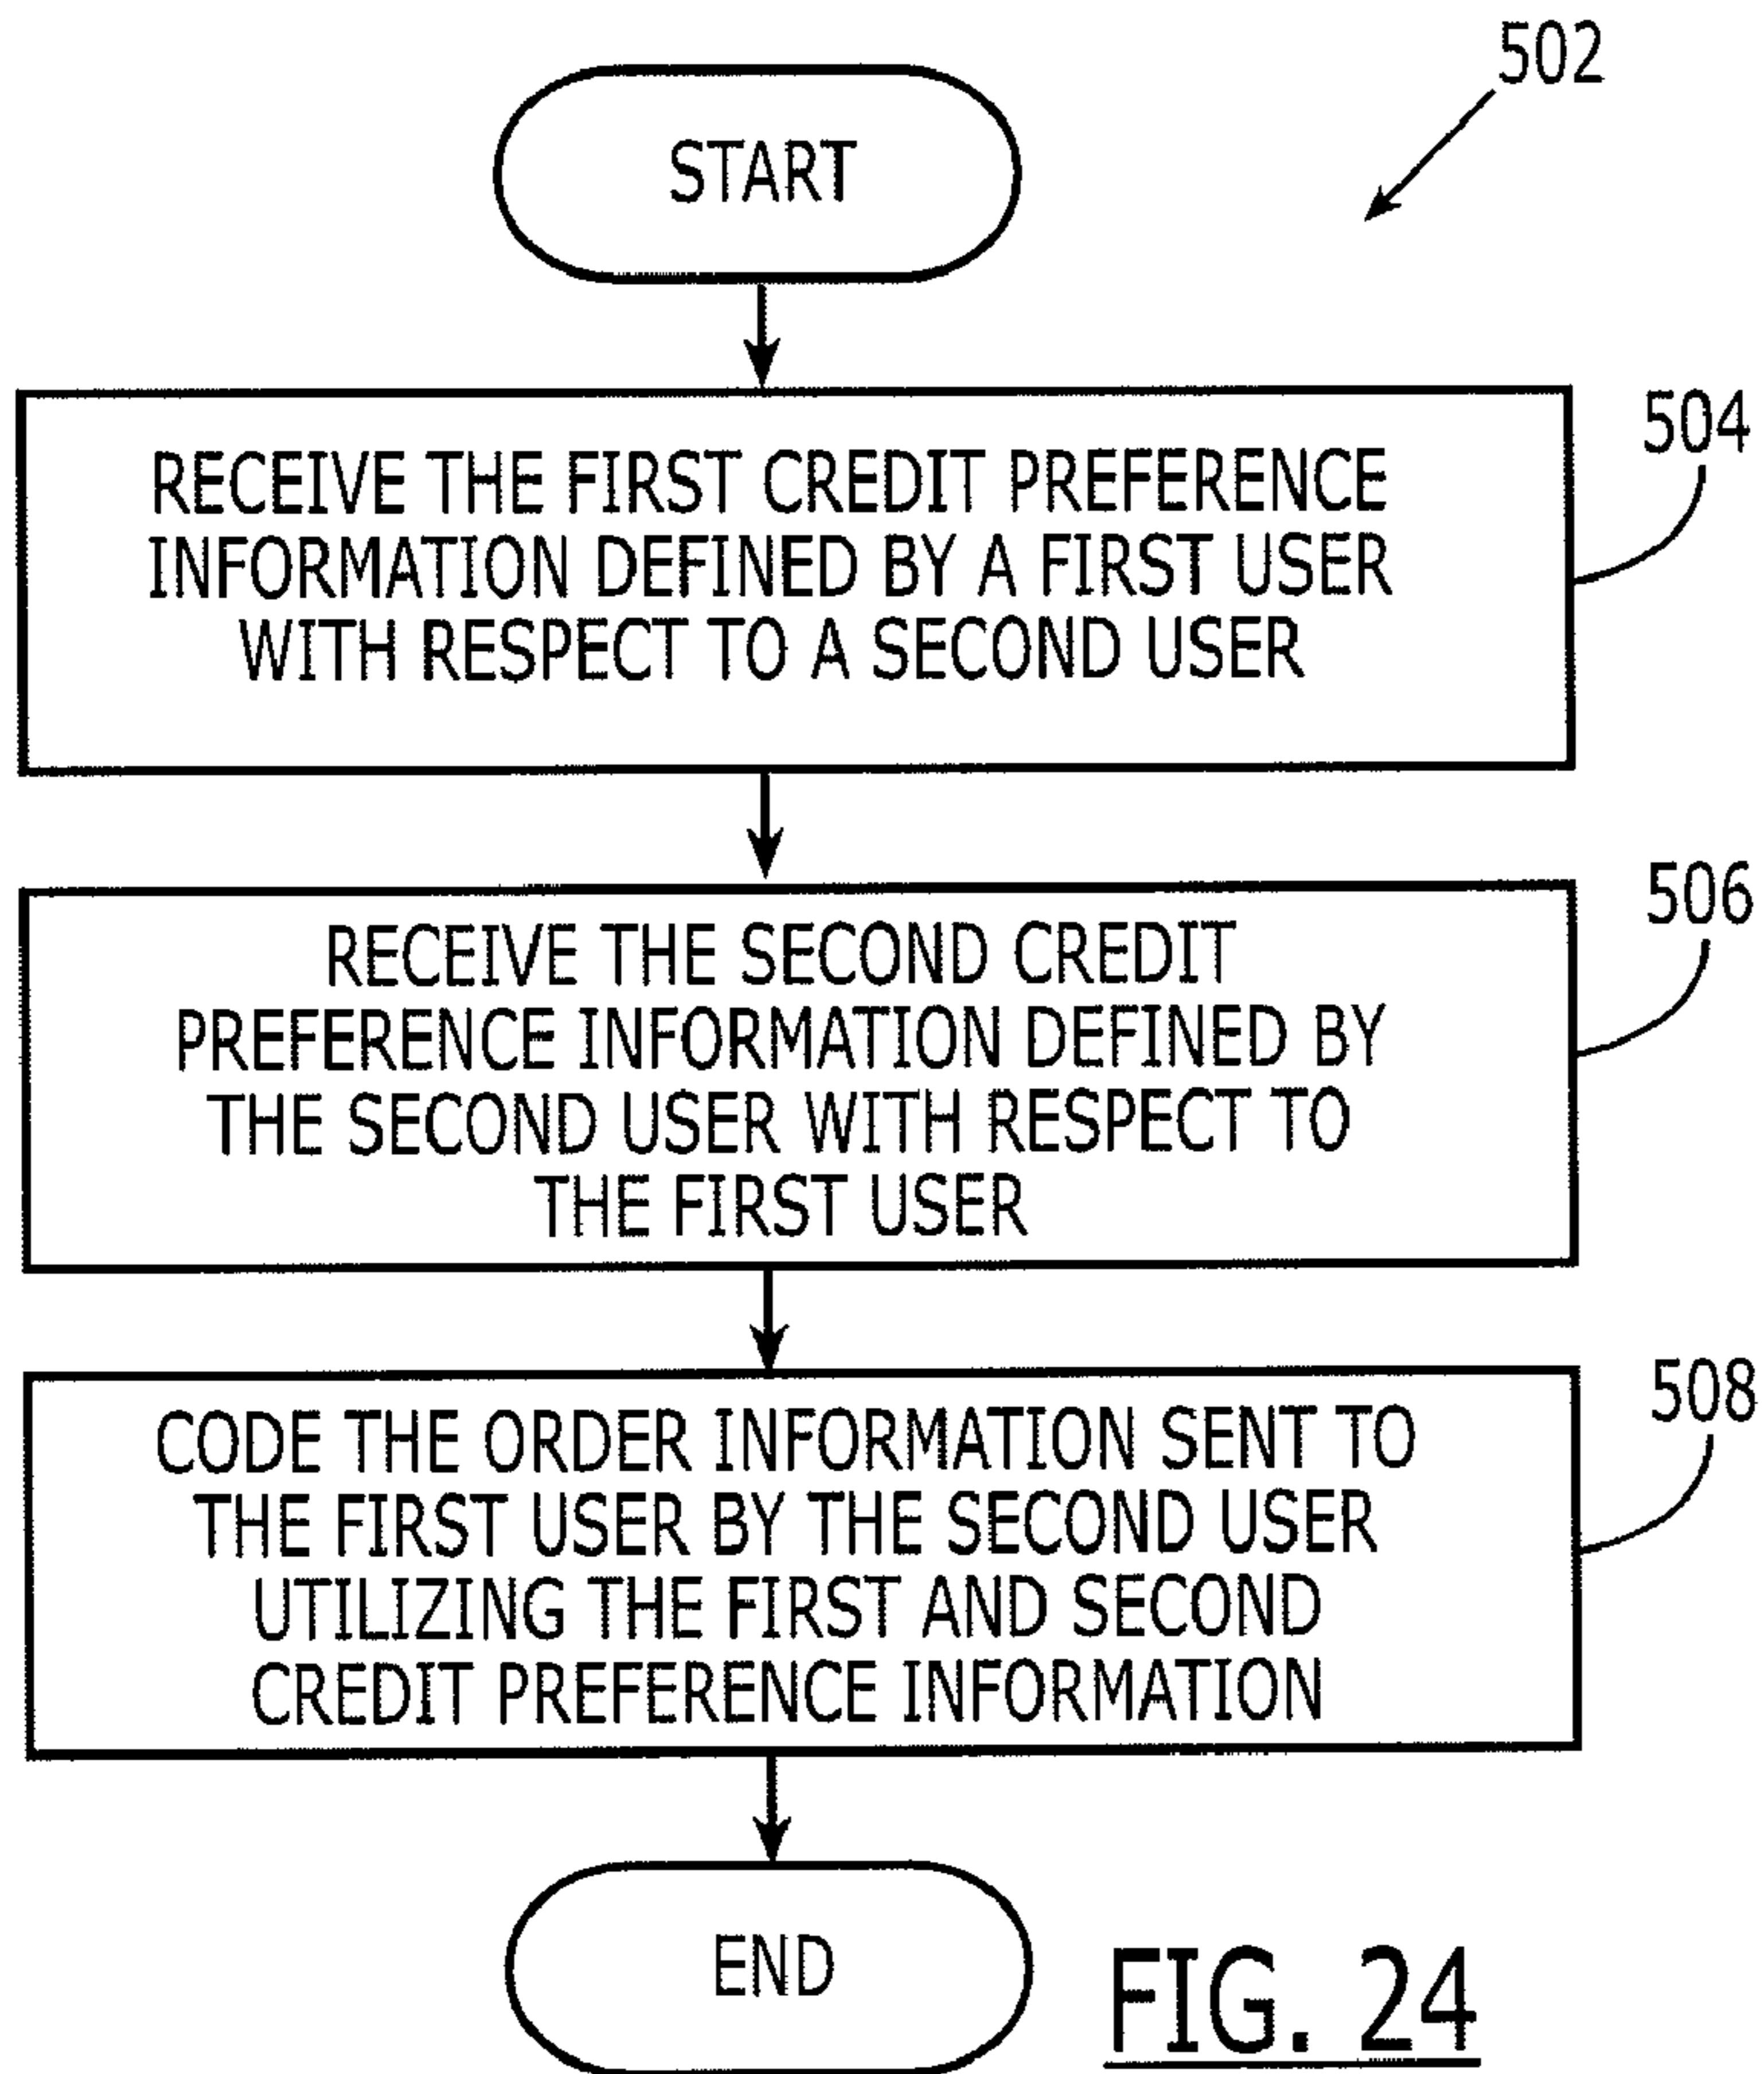 502
START
504
RECEIVE THE FIRST CREDIT PREFERENCE
INFORMATION DEFINED BY A FIRST USER
WITH RESPECT TO A SECOND USER
506
RECEIVE THE SECOND CREDIT
PREFERENCE INFORMATION DEFINED BY
THE SECOND USER WITH RESPECT TO
THE FIRST USER
508
CODE THE ORDER INFORMATION SENT TO
THE FIRST USER BY THE SECOND USER
UTILIZING THE FIRST AND SECOND
CREDIT PREFERENCE INFORMATION
END
FIG. 24